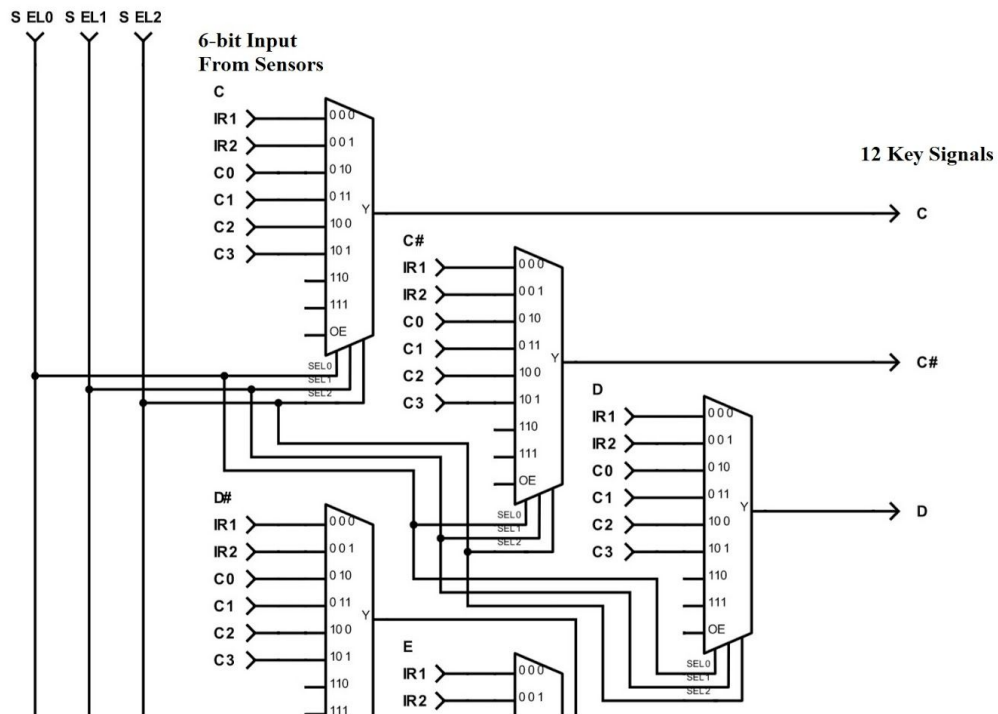 S EL0 S EL1 S EL2
6-bit Input
From Sensors
C
IR1 000
IR2 001
C0 010
C1 011
Y
C2 100
C3 101
110
111
OE
SEL0
SEL1
SEL2
12 Key Signals
C
C#
IR1 000
IR2 001
C0 010
C1 011
Y
C2 100
C3 101
110
111
OE
SEL0
SEL1
SEL2
C#
D
IR1 000
IR2 001
C0 010
C1 011
Y
C2 100
C3 101
110
111
OE
SEL0
SEL1
SEL2
D
D#
IR1 000
IR2 001
C0 010
C1 011
Y
C2 100
C3 101
110
111
E
IR1 000
IR2 001